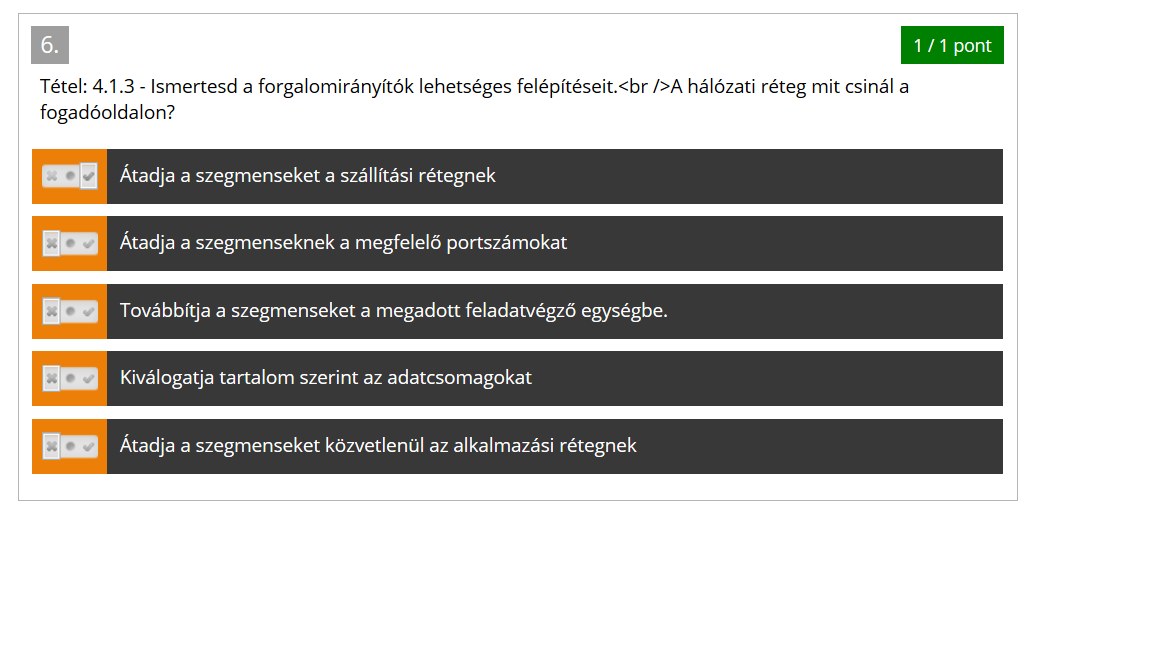 6.
1 / 1 pont
Tétel: 4.1.3 - Ismertesd a forgalomirányítók lehetséges felépítéseit.<br />A hálózati réteg mit csinál a
fogadóoldalon?
Átadja a szegmenseket a szállítási rétegnek
Átadja a szegmenseknek a megfelelő portszámokat
Továbbítja a szegmenseket a megadott feladatvégző egységbe.
Kiválogatja tartalom szerint az adatcsomagokat
Átadja a szegmenseket közvetlenül az alkalmazási rétegnek